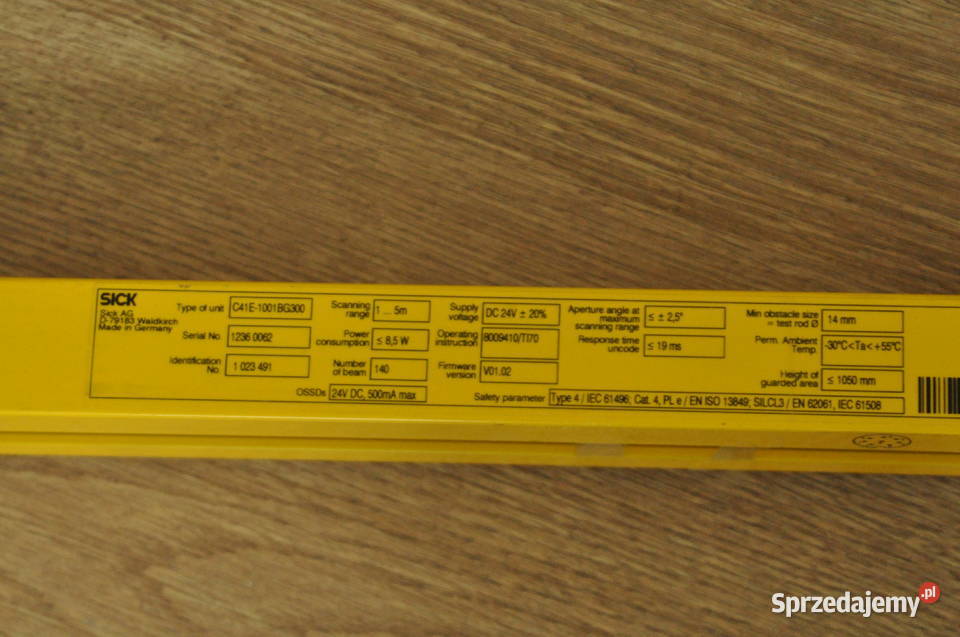 SICK
Sick AG
D-79183 Waldkirch
Made in Germany
Type of unit C41E-1001BG300
Serial No. 1236 0062
Identification No. 1 023 491
Scanning range 1 ... 5m
Power consumption ≤ 8,5 W
Number of beam 140
OSSDs 24V DC, 500mA max
Supply voltage DC 24V ± 20%
Operating instruction 8009410/TI70
Firmware version V01.02
Aperture angle at maximum scanning range ≤ ± 2,5°
Response time uncode ≤ 19 ms
Min obstacle size = test rod Ø 14 mm
Perm. Ambient Temp. -30°C<Ta<+55°C
Height of guarded area ≤ 1050 mm
Safety parameter Type 4 / IEC 61496; Cat. 4, PL e / EN ISO 13849; SILCL3 / EN 62061, IEC 61508
Sprzedajemy.pl